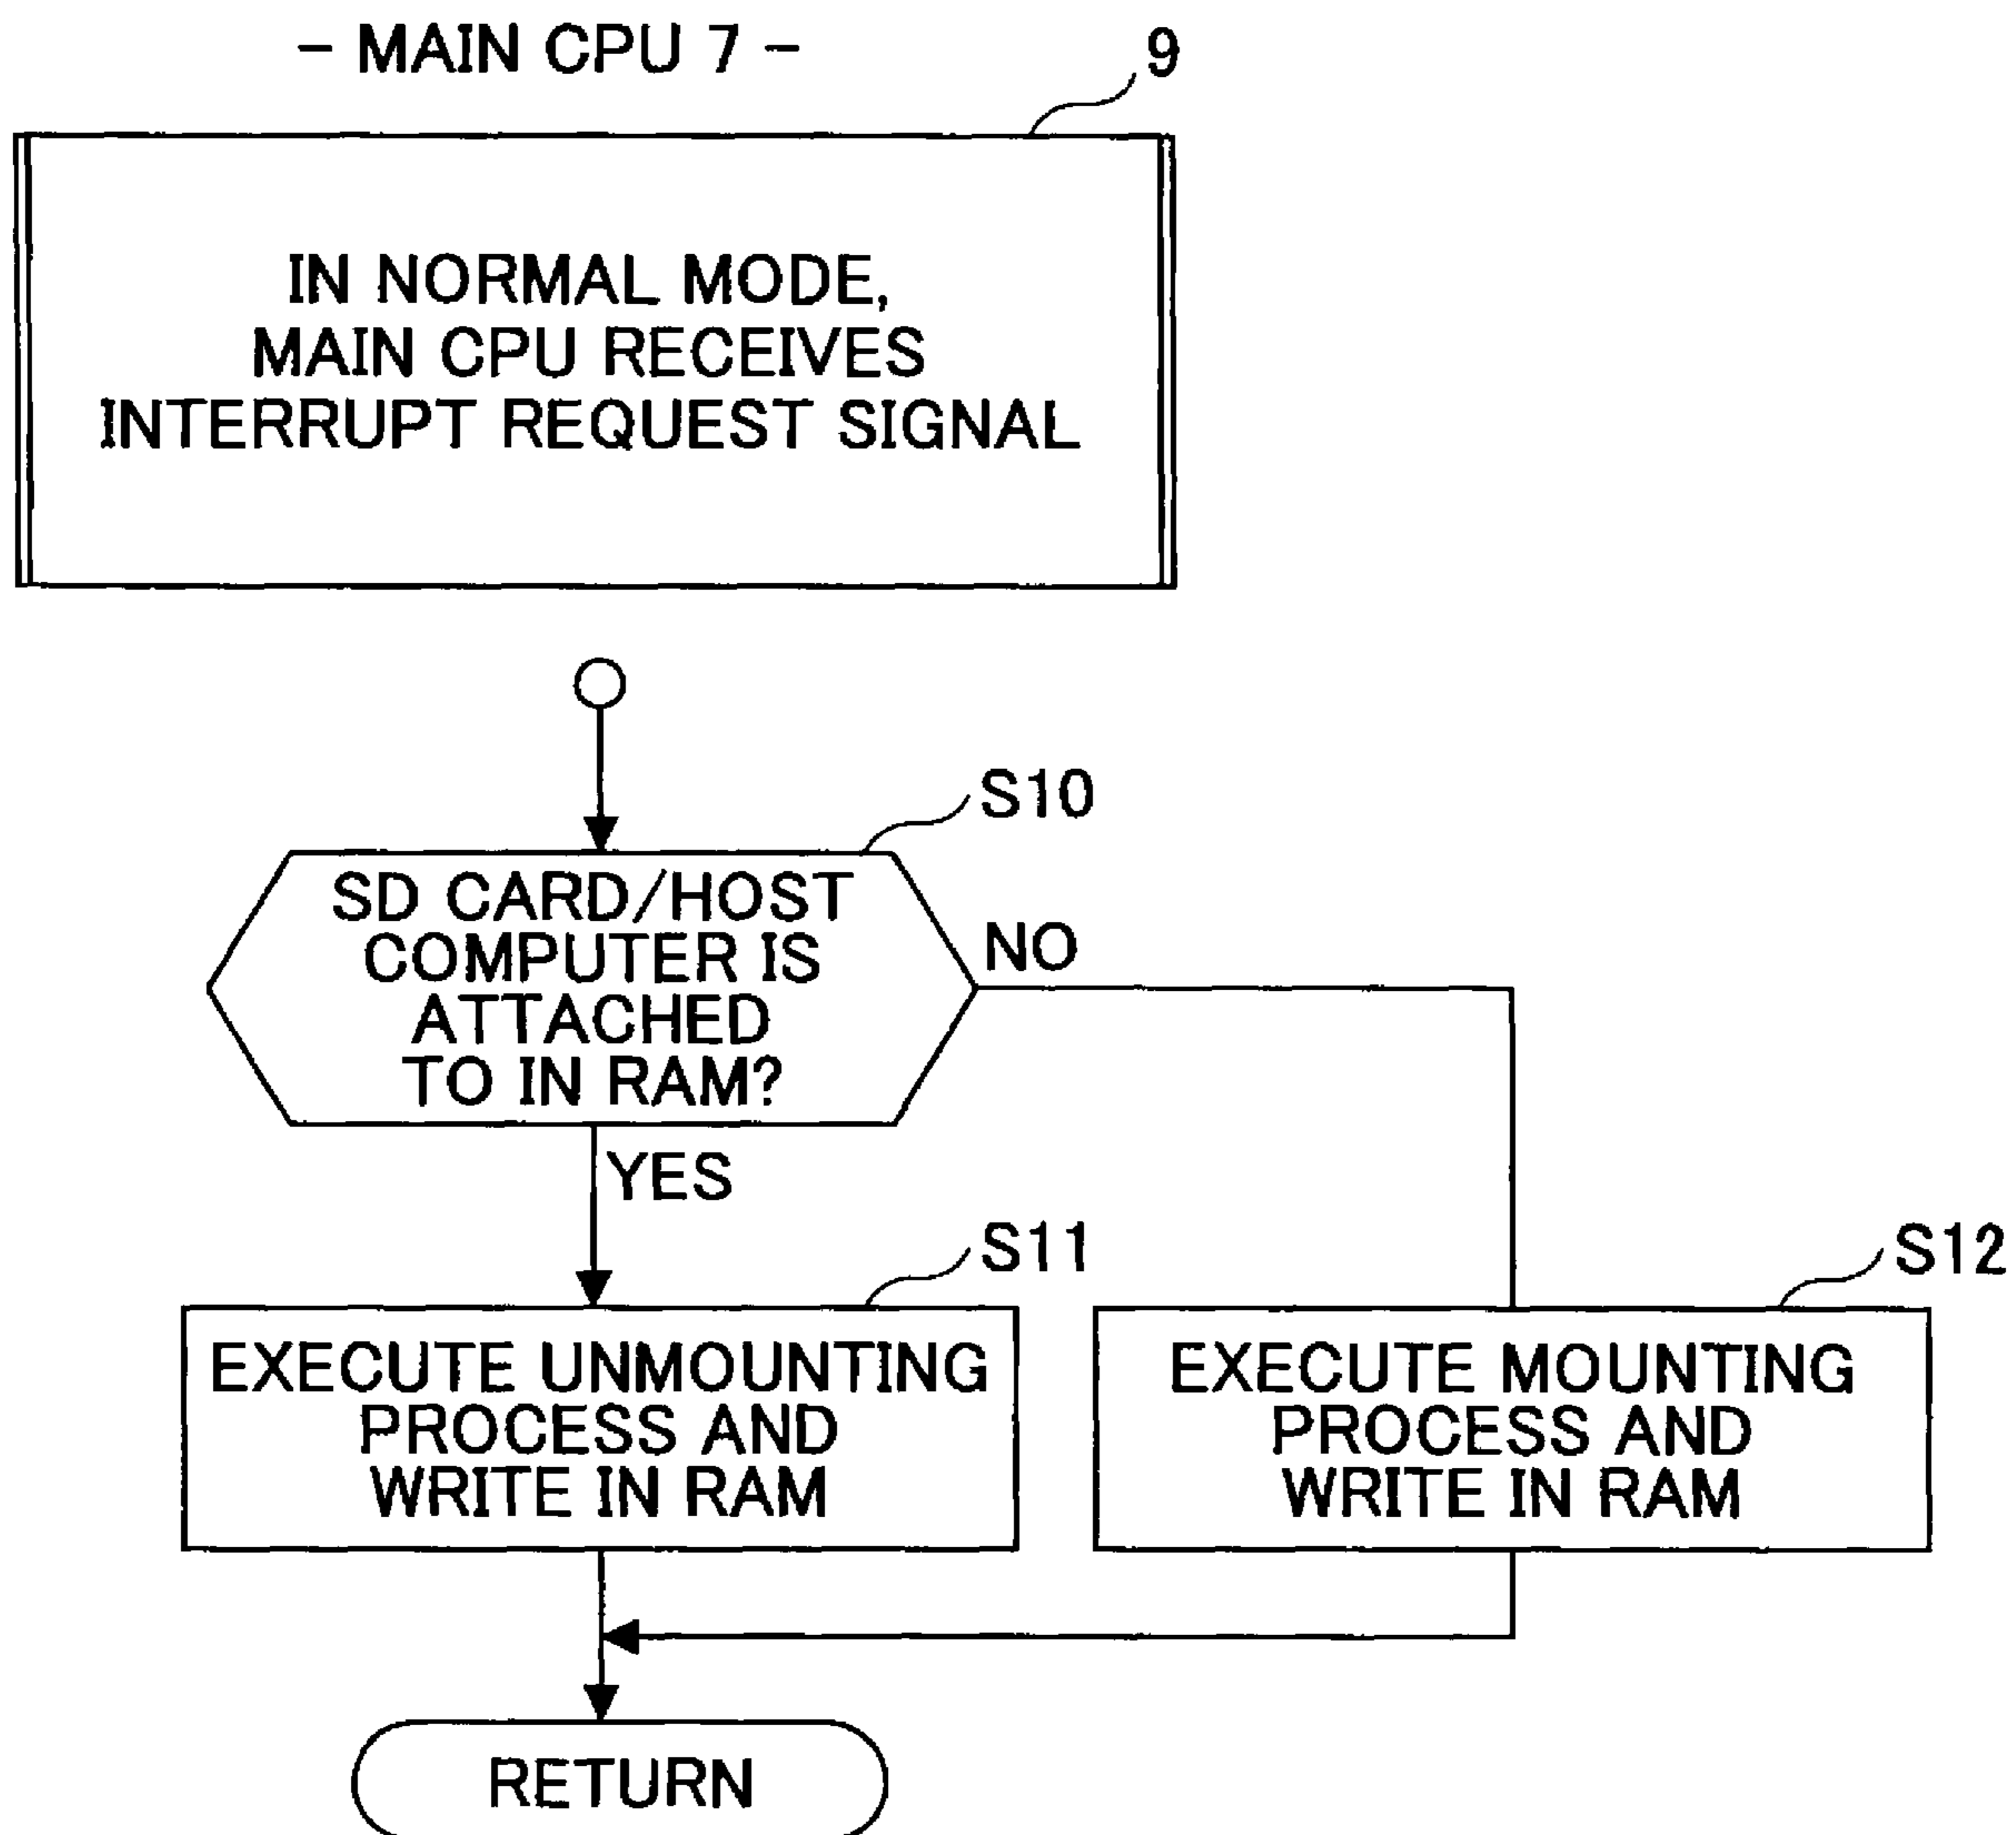 – MAIN CPU 7 –
9
IN NORMAL MODE,
MAIN CPU RECEIVES
INTERRUPT REQUEST SIGNAL
S10
SD CARD/HOST
COMPUTER IS
ATTACHED
TO IN RAM?
NO
YES
S11
EXECUTE UNMOUNTING
PROCESS AND
WRITE IN RAM
S12
EXECUTE MOUNTING
PROCESS AND
WRITE IN RAM
RETURN